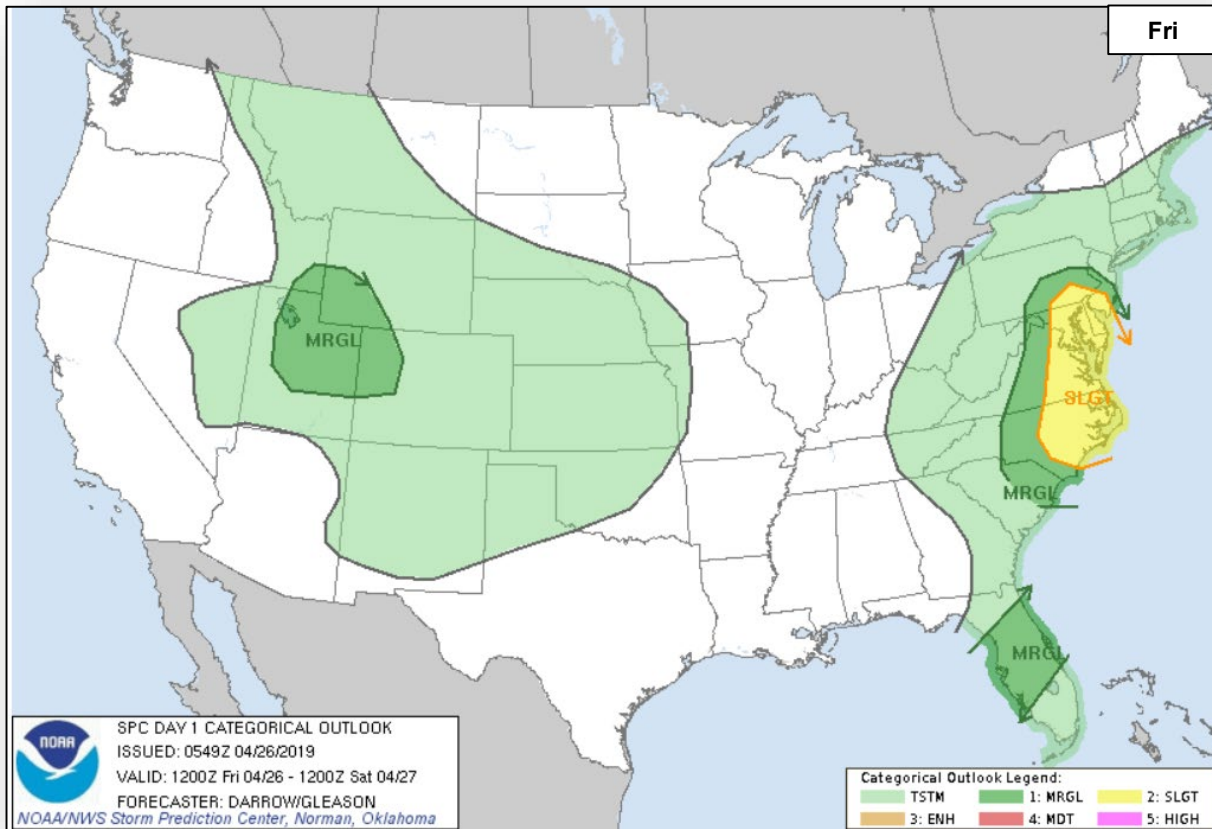 Fri
MRGL
SLGT
MRGL
MRGL
NOAA
SPC DAY 1 CATEGORICAL OUTLOOK
ISSUED: 0549Z 04/26/2019
VALID: 1200Z Fri 04/26 - 1200Z Sat 04/27
FORECASTER: DARROW/GLEASON
NOAA/NWS Storm Prediction Center, Norman, Oklahoma
Categorical Outlook Legend:
TSTM 1: MRGL 2: SLGT
3: ENH 4: MDT 5: HIGH